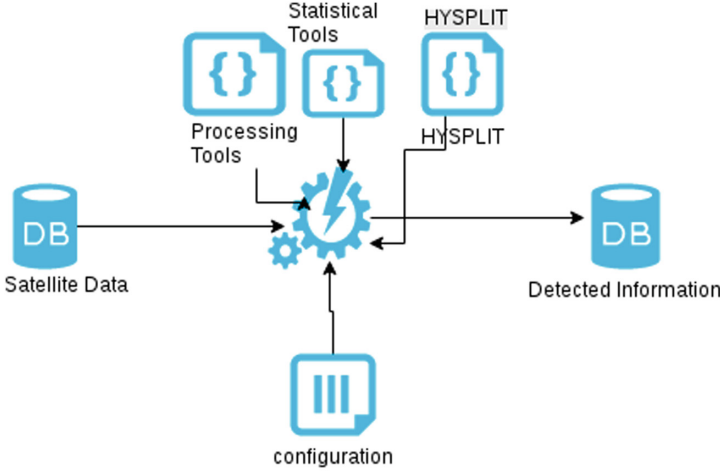 Statistical
Tools
HYSPLIT
Processing
Tools
HYSPLIT
DB
DB
Satellite Data
Detected Information
configuration